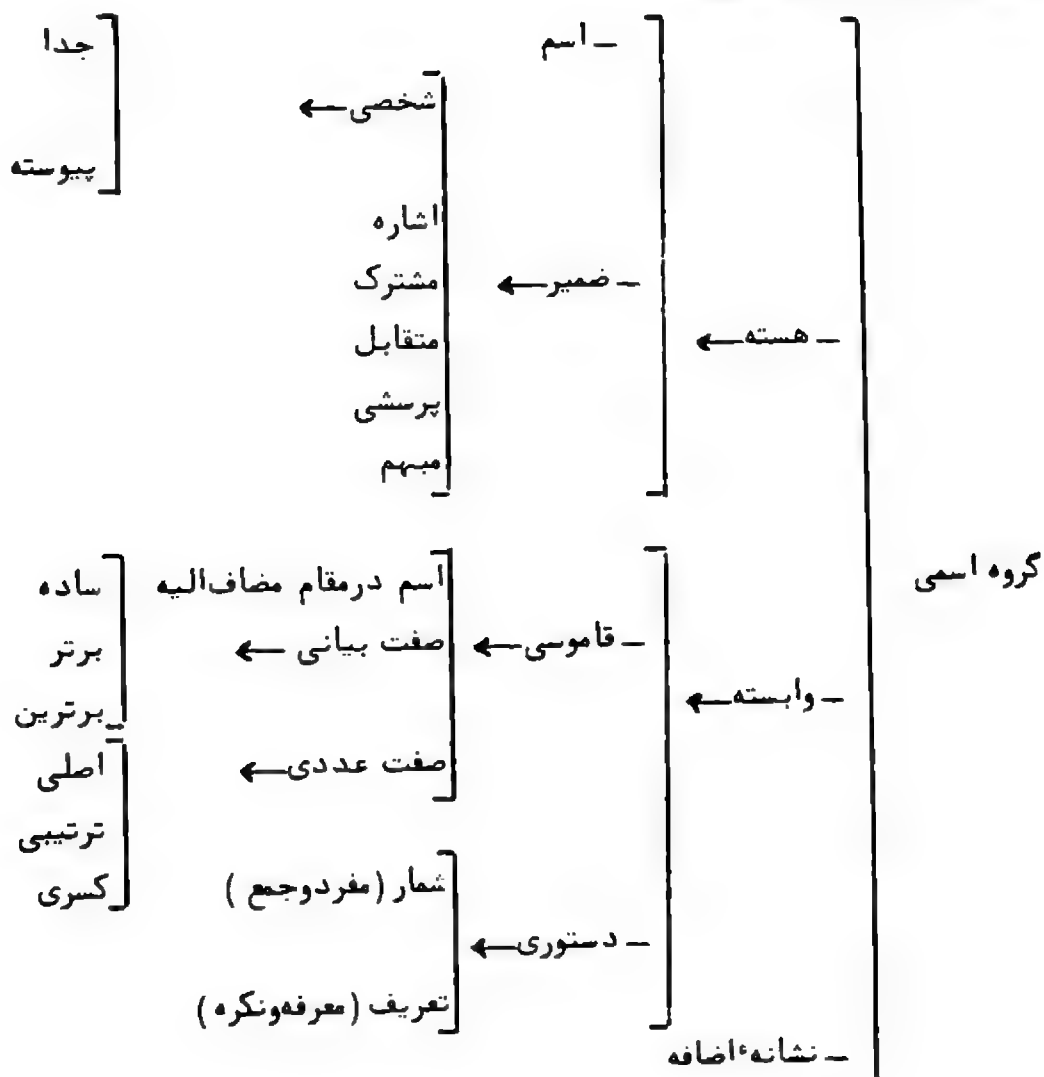 گروه اسمی
ـ هسته
ـ اسم
ـ ضمیر
شخصی
جدا
پیوسته
اشاره
مشترک
متقابل
پرسشی
مبهم
ـ وابسته
ـ قاموسی
اسم درمقام مضاف‌الیه
صفت بیانی
ساده
برتر
برترین
صفت عددی
اصلی
ترتیبی
کسری
ـ دستوری
شمار (مفردوجمع)
تعریف (معرفه‌ونکره)
ـ نشانهٔ اضافه